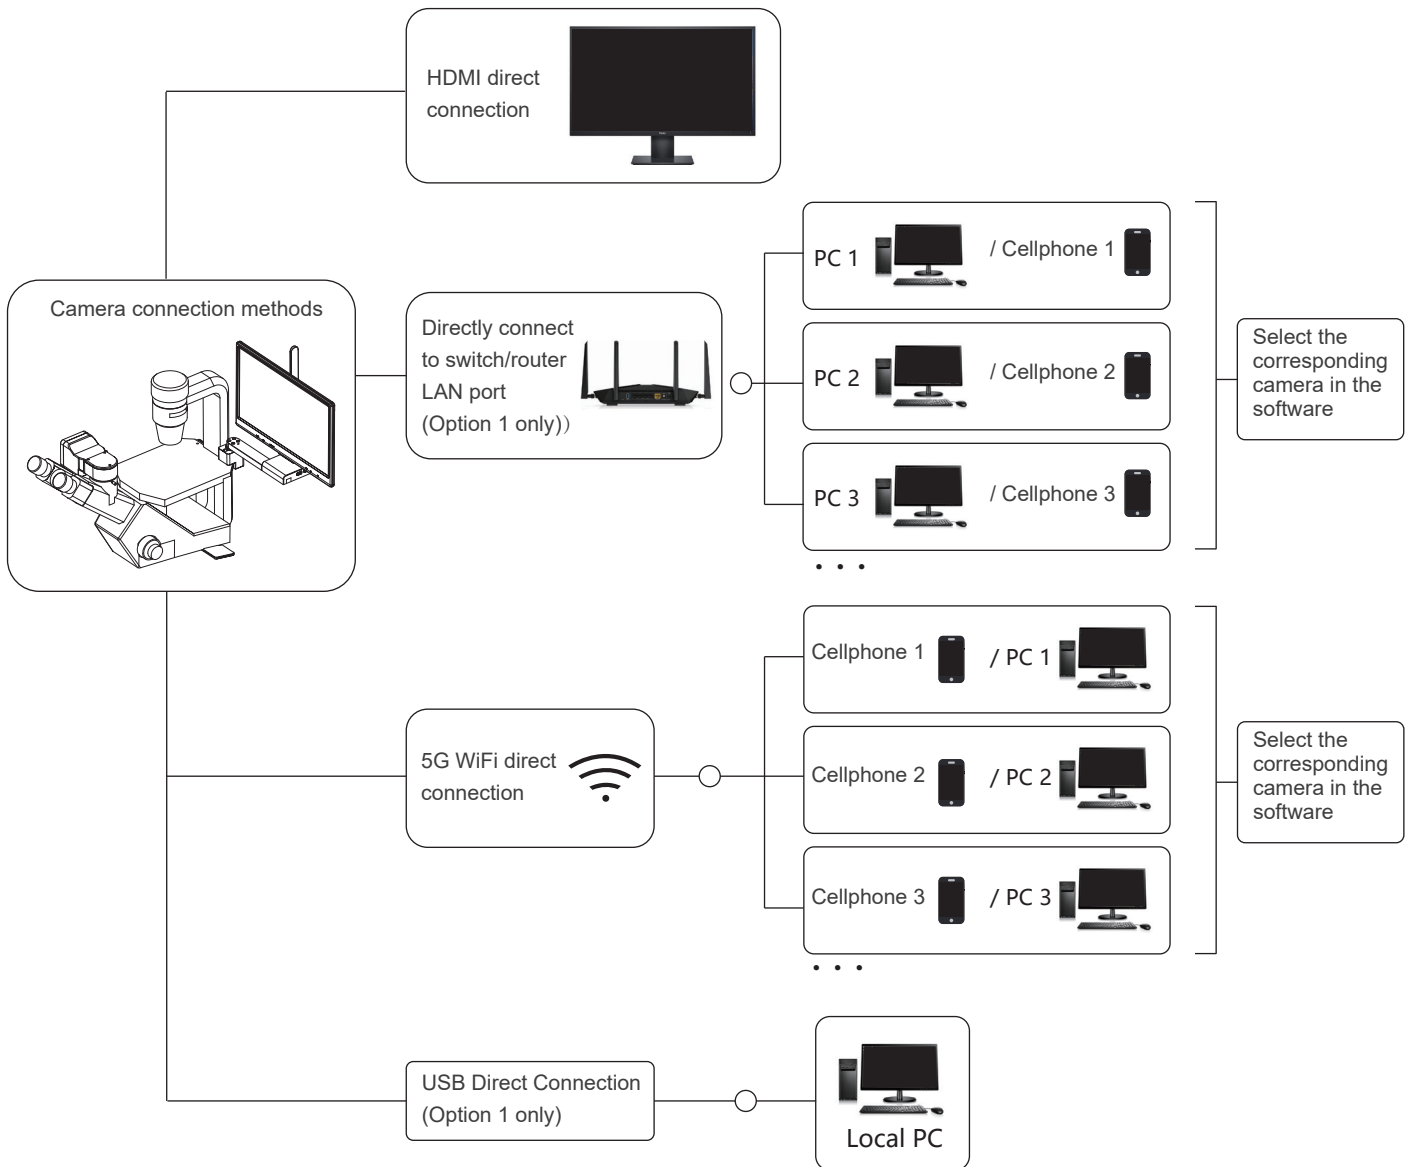 HDMI direct
connection
Camera connection methods
Directly connect
to switch/router
LAN port
(Option 1 only)）
PC 1
/ Cellphone 1
PC 2
/ Cellphone 2
PC 3
/ Cellphone 3
• • •
Select the
corresponding
camera in the
software
5G WiFi direct
connection
Cellphone 1
/ PC 1
Cellphone 2
/ PC 2
Cellphone 3
/ PC 3
• • •
Select the
corresponding
camera in the
software
USB Direct Connection
(Option 1 only)
Local PC